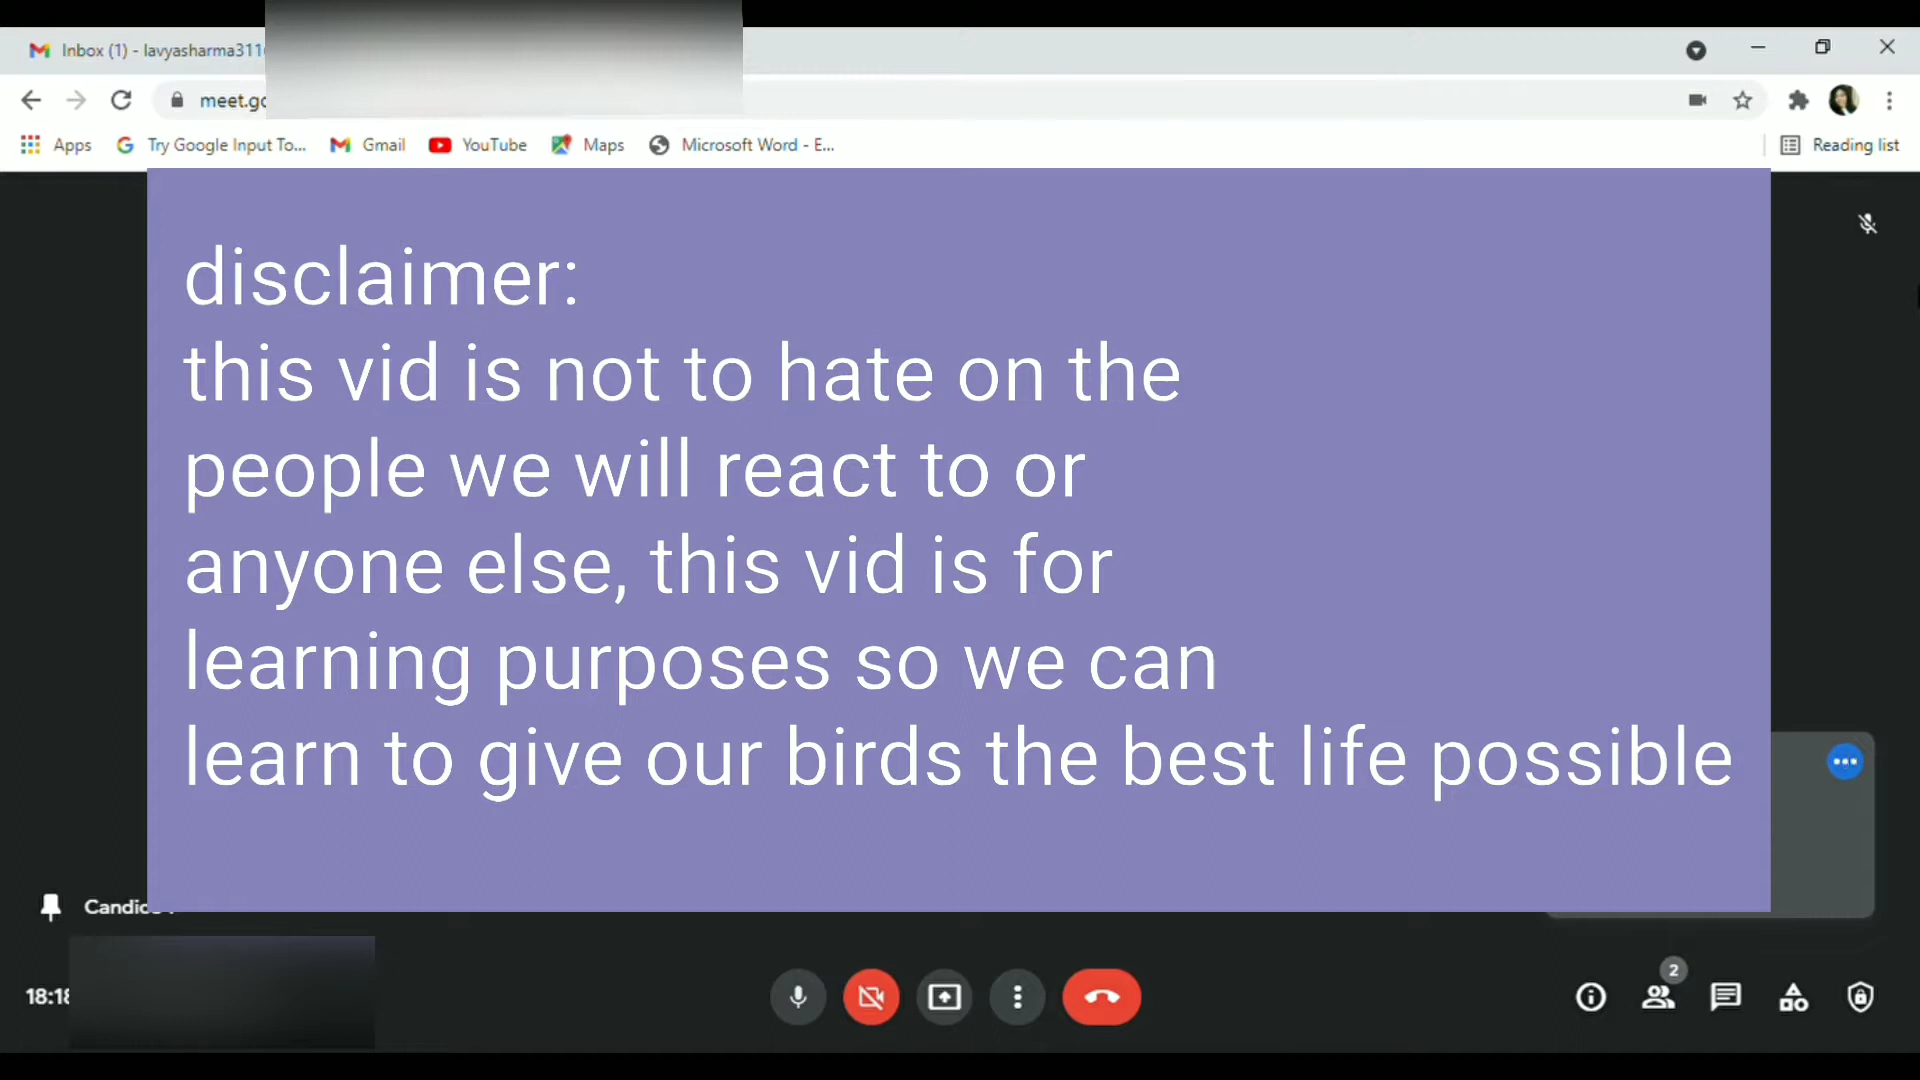 Inbox (1) - lavyasharma311
meet.go
Apps
Try Google Input To...
Gmail
YouTube
Maps
Microsoft Word - E...
Reading list
disclaimer:
this vid is not to hate on the
people we will react to or
anyone else, this vid is for
learning purposes so we can
learn to give our birds the best life possible
2